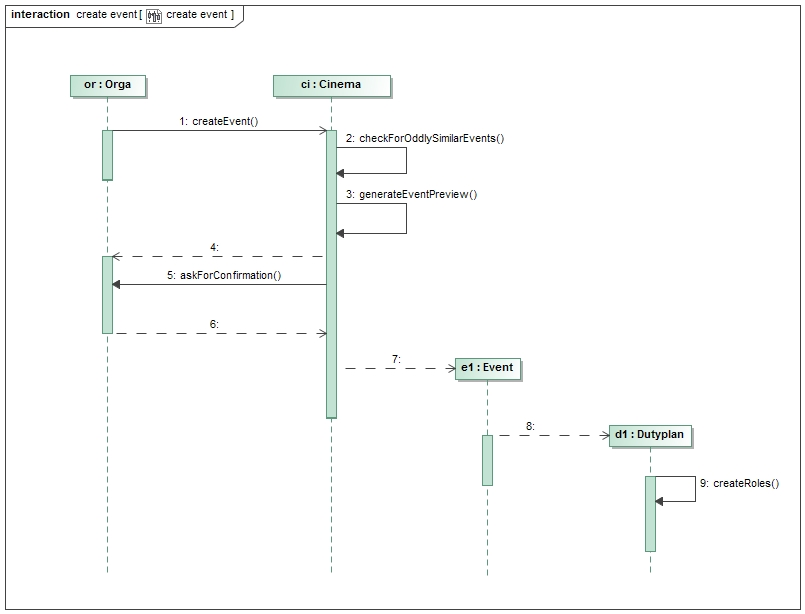 interaction create event[ create event ]
or : Orga
ci : Cinema
1: createEvent()
2: checkForOddlySimilarEvents()
3: generateEventPreview()
4:
5: askForConfirmation()
6:
7:
e1 : Event
8:
d1 : Dutyplan
9: createRoles()